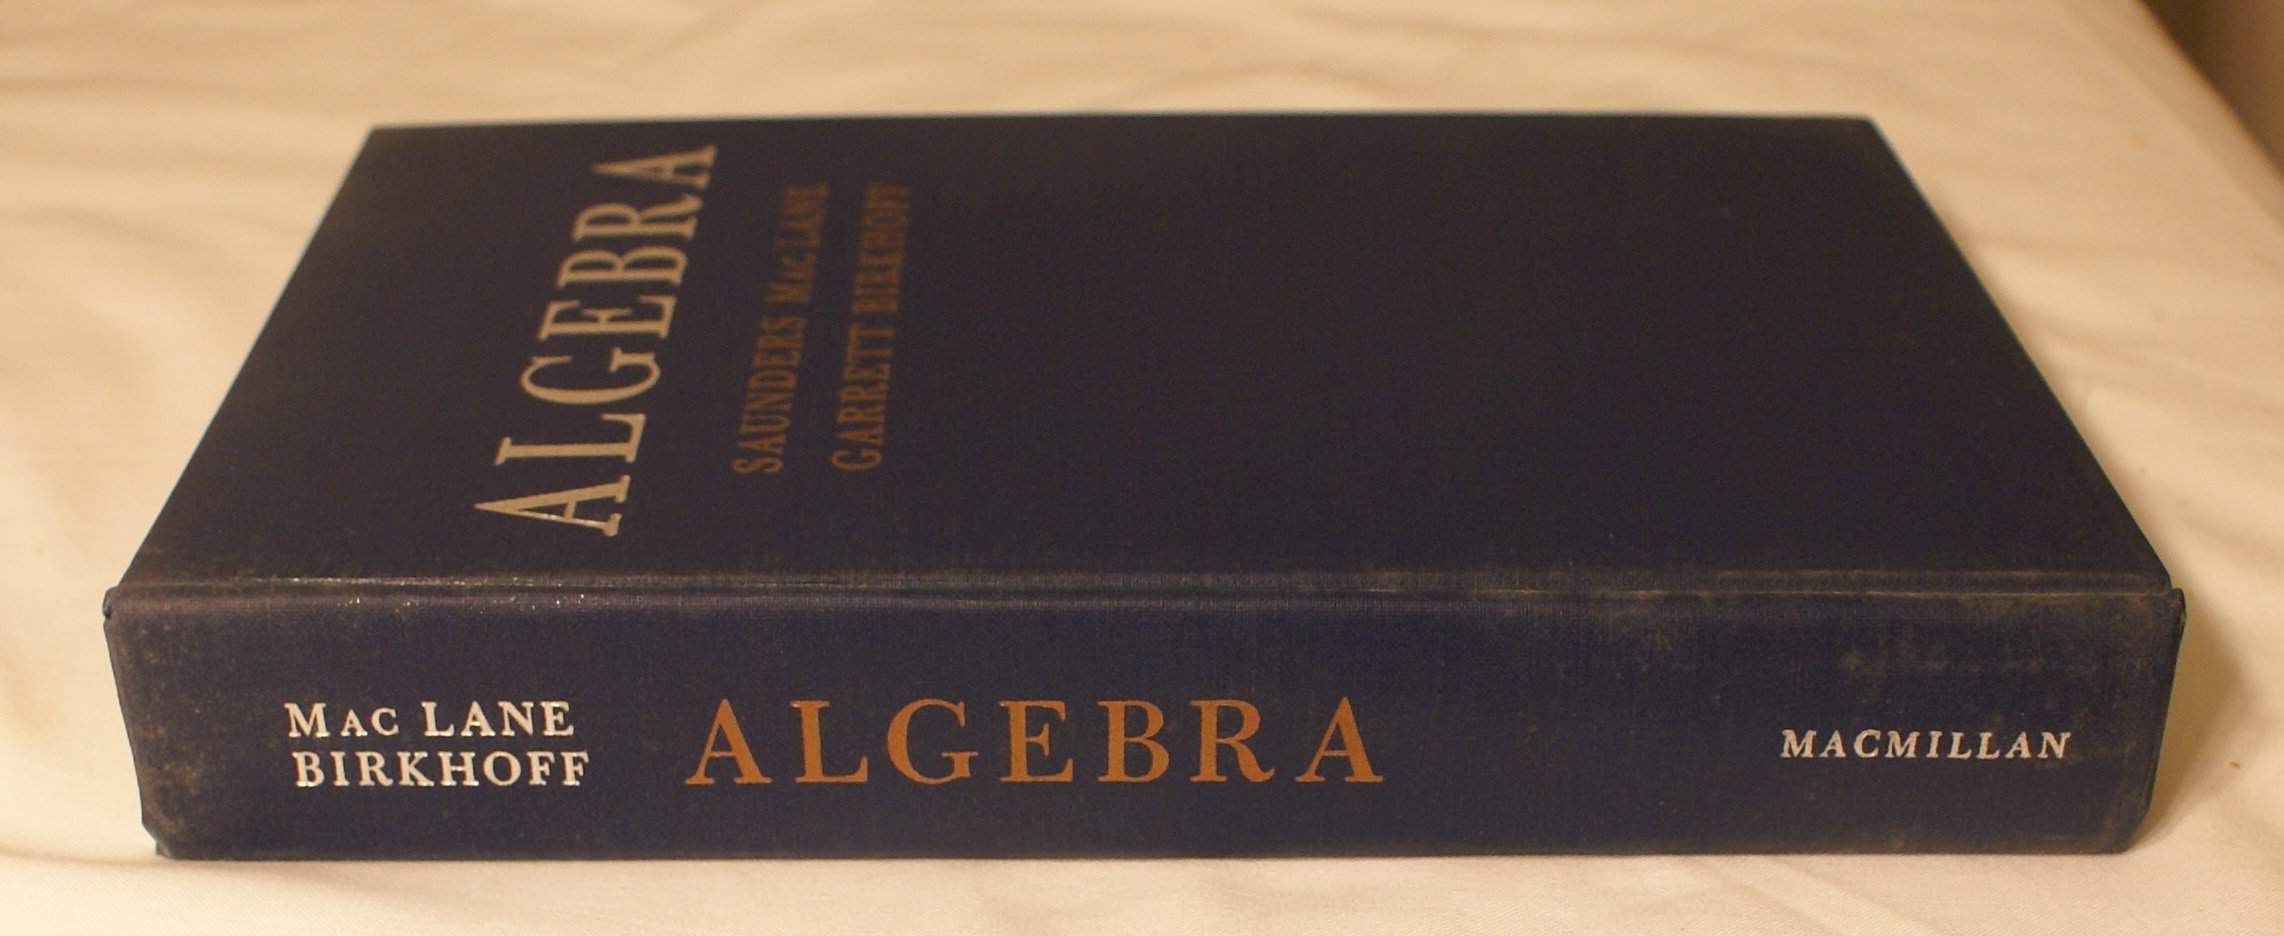 ALGEBRA
SAUNDERS MAC LANE
GARRETT BIRKHOFF
MAC LANE
BIRKHOFF
ALGEBRA
MACMILLAN